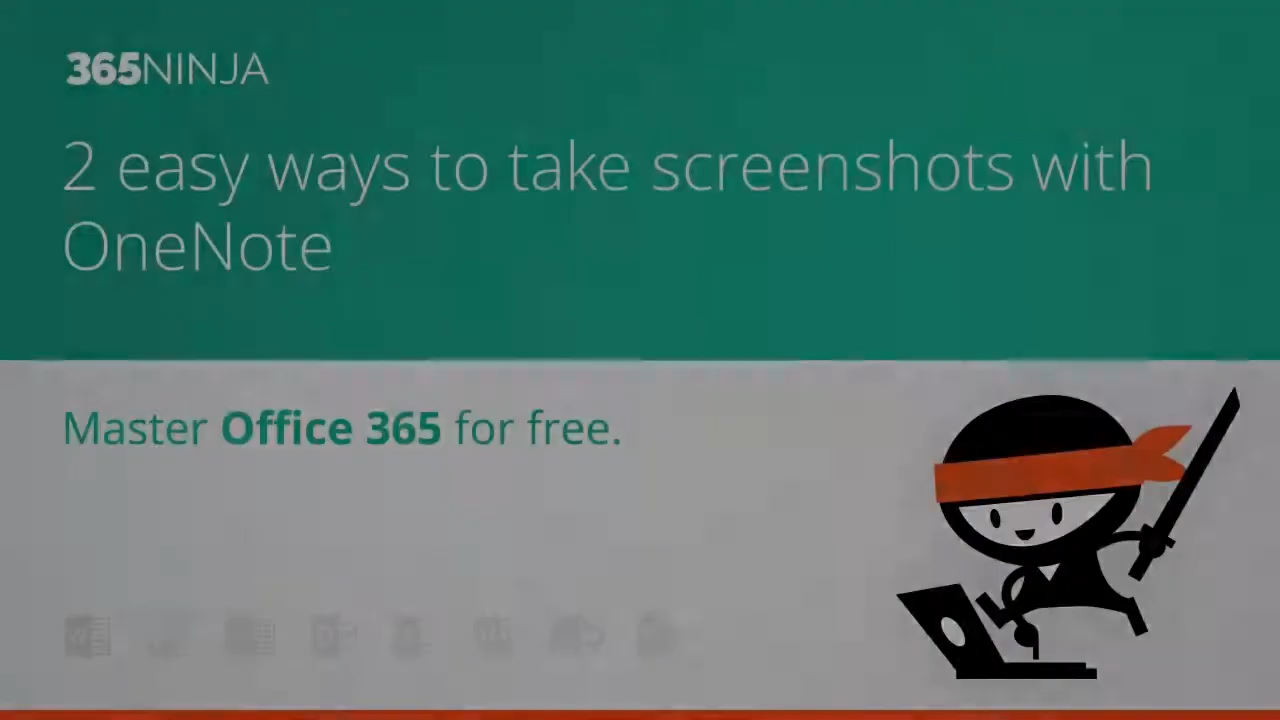 365NINJA
2 easy ways to take screenshots with
OneNote
Master Office 365 for free.